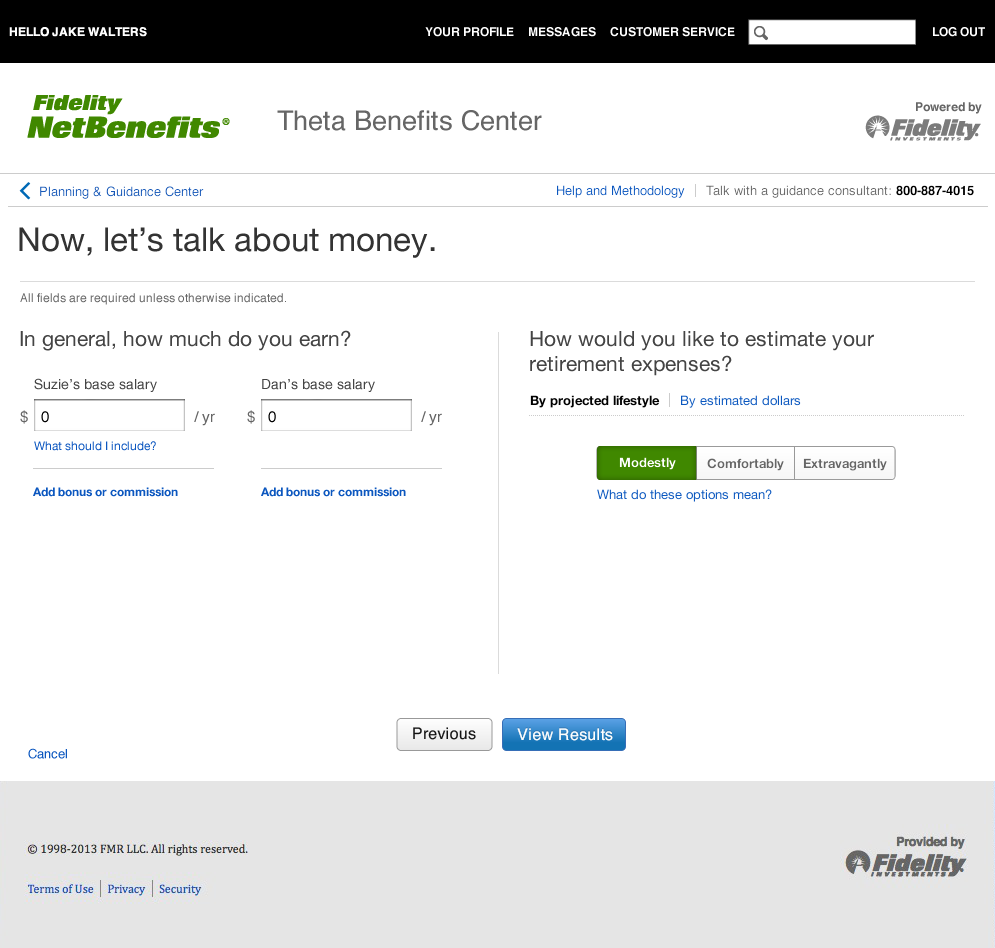 HELLO JAKE WALTERS
YOUR PROFILE MESSAGES CUSTOMER SERVICE LOG OUT
Fidelity
NetBenefits®
Theta Benefits Center
Powered by
Fidelity
INVESTMENTS
Planning & Guidance Center
Help and Methodology
Talk with a guidance consultant: 800-887-4015
Now, let's talk about money.
All fields are required unless otherwise indicated.
In general, how much do you earn?
Suzie's base salary
$ 0 / yr
What should I include?
Add bonus or commission
Dan's base salary
$ 0 / yr
Add bonus or commission
How would you like to estimate your
retirement expenses?
By projected lifestyle
By estimated dollars
Modestly Comfortably Extravagantly
What do these options mean?
Previous View Results
Cancel
© 1998-2013 FMR LLC. All rights reserved.
Terms of Use Privacy Security
Provided by
Fidelity
INVESTMENTS